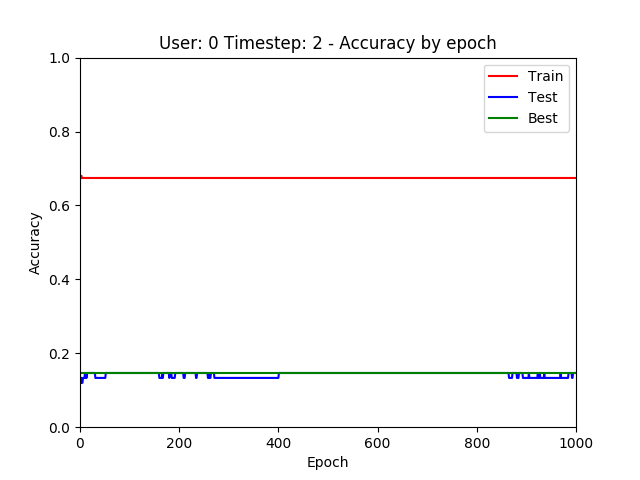 User: 0 Timestep: 2 - Accuracy by epoch
Train
Test
Best
Accuracy
1.0
0.8
0.6
0.4
0.2
0.0
0 200 400 600 800 1000
Epoch